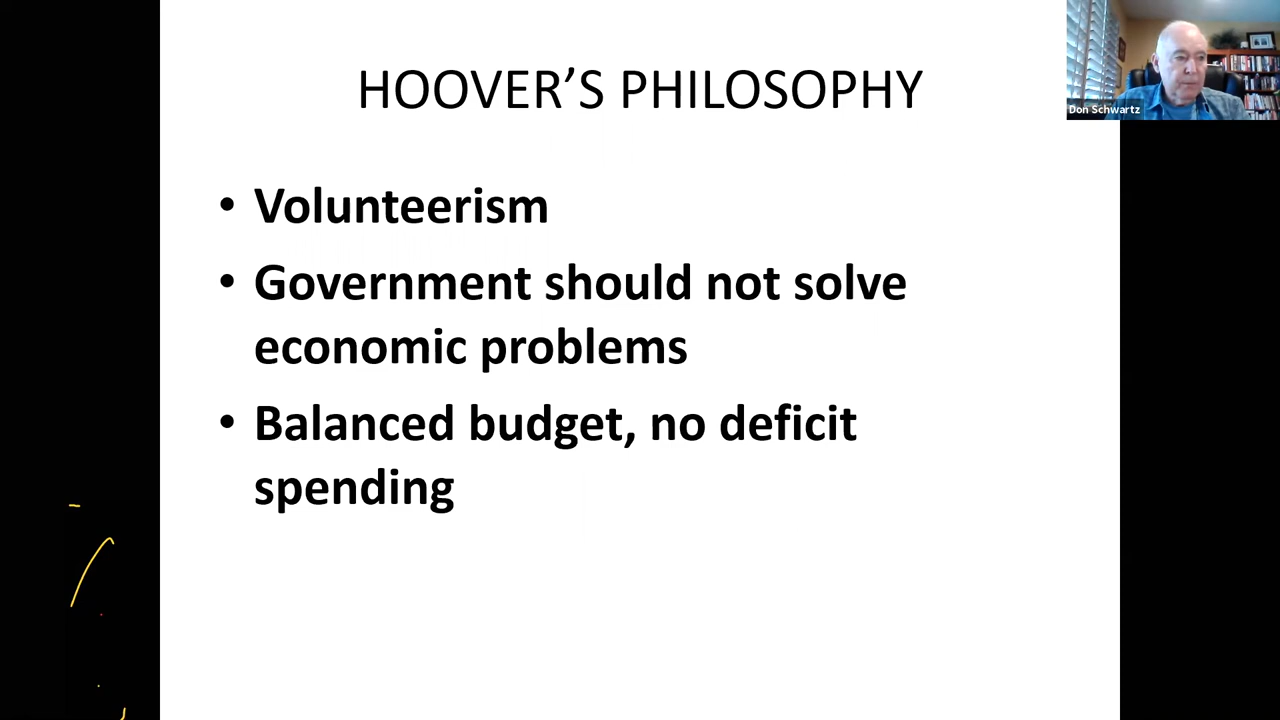 HOOVER’S PHILOSOPHY
Don Schwartz
• Volunteerism
• Government should not solve
economic problems
• Balanced budget, no deficit
spending